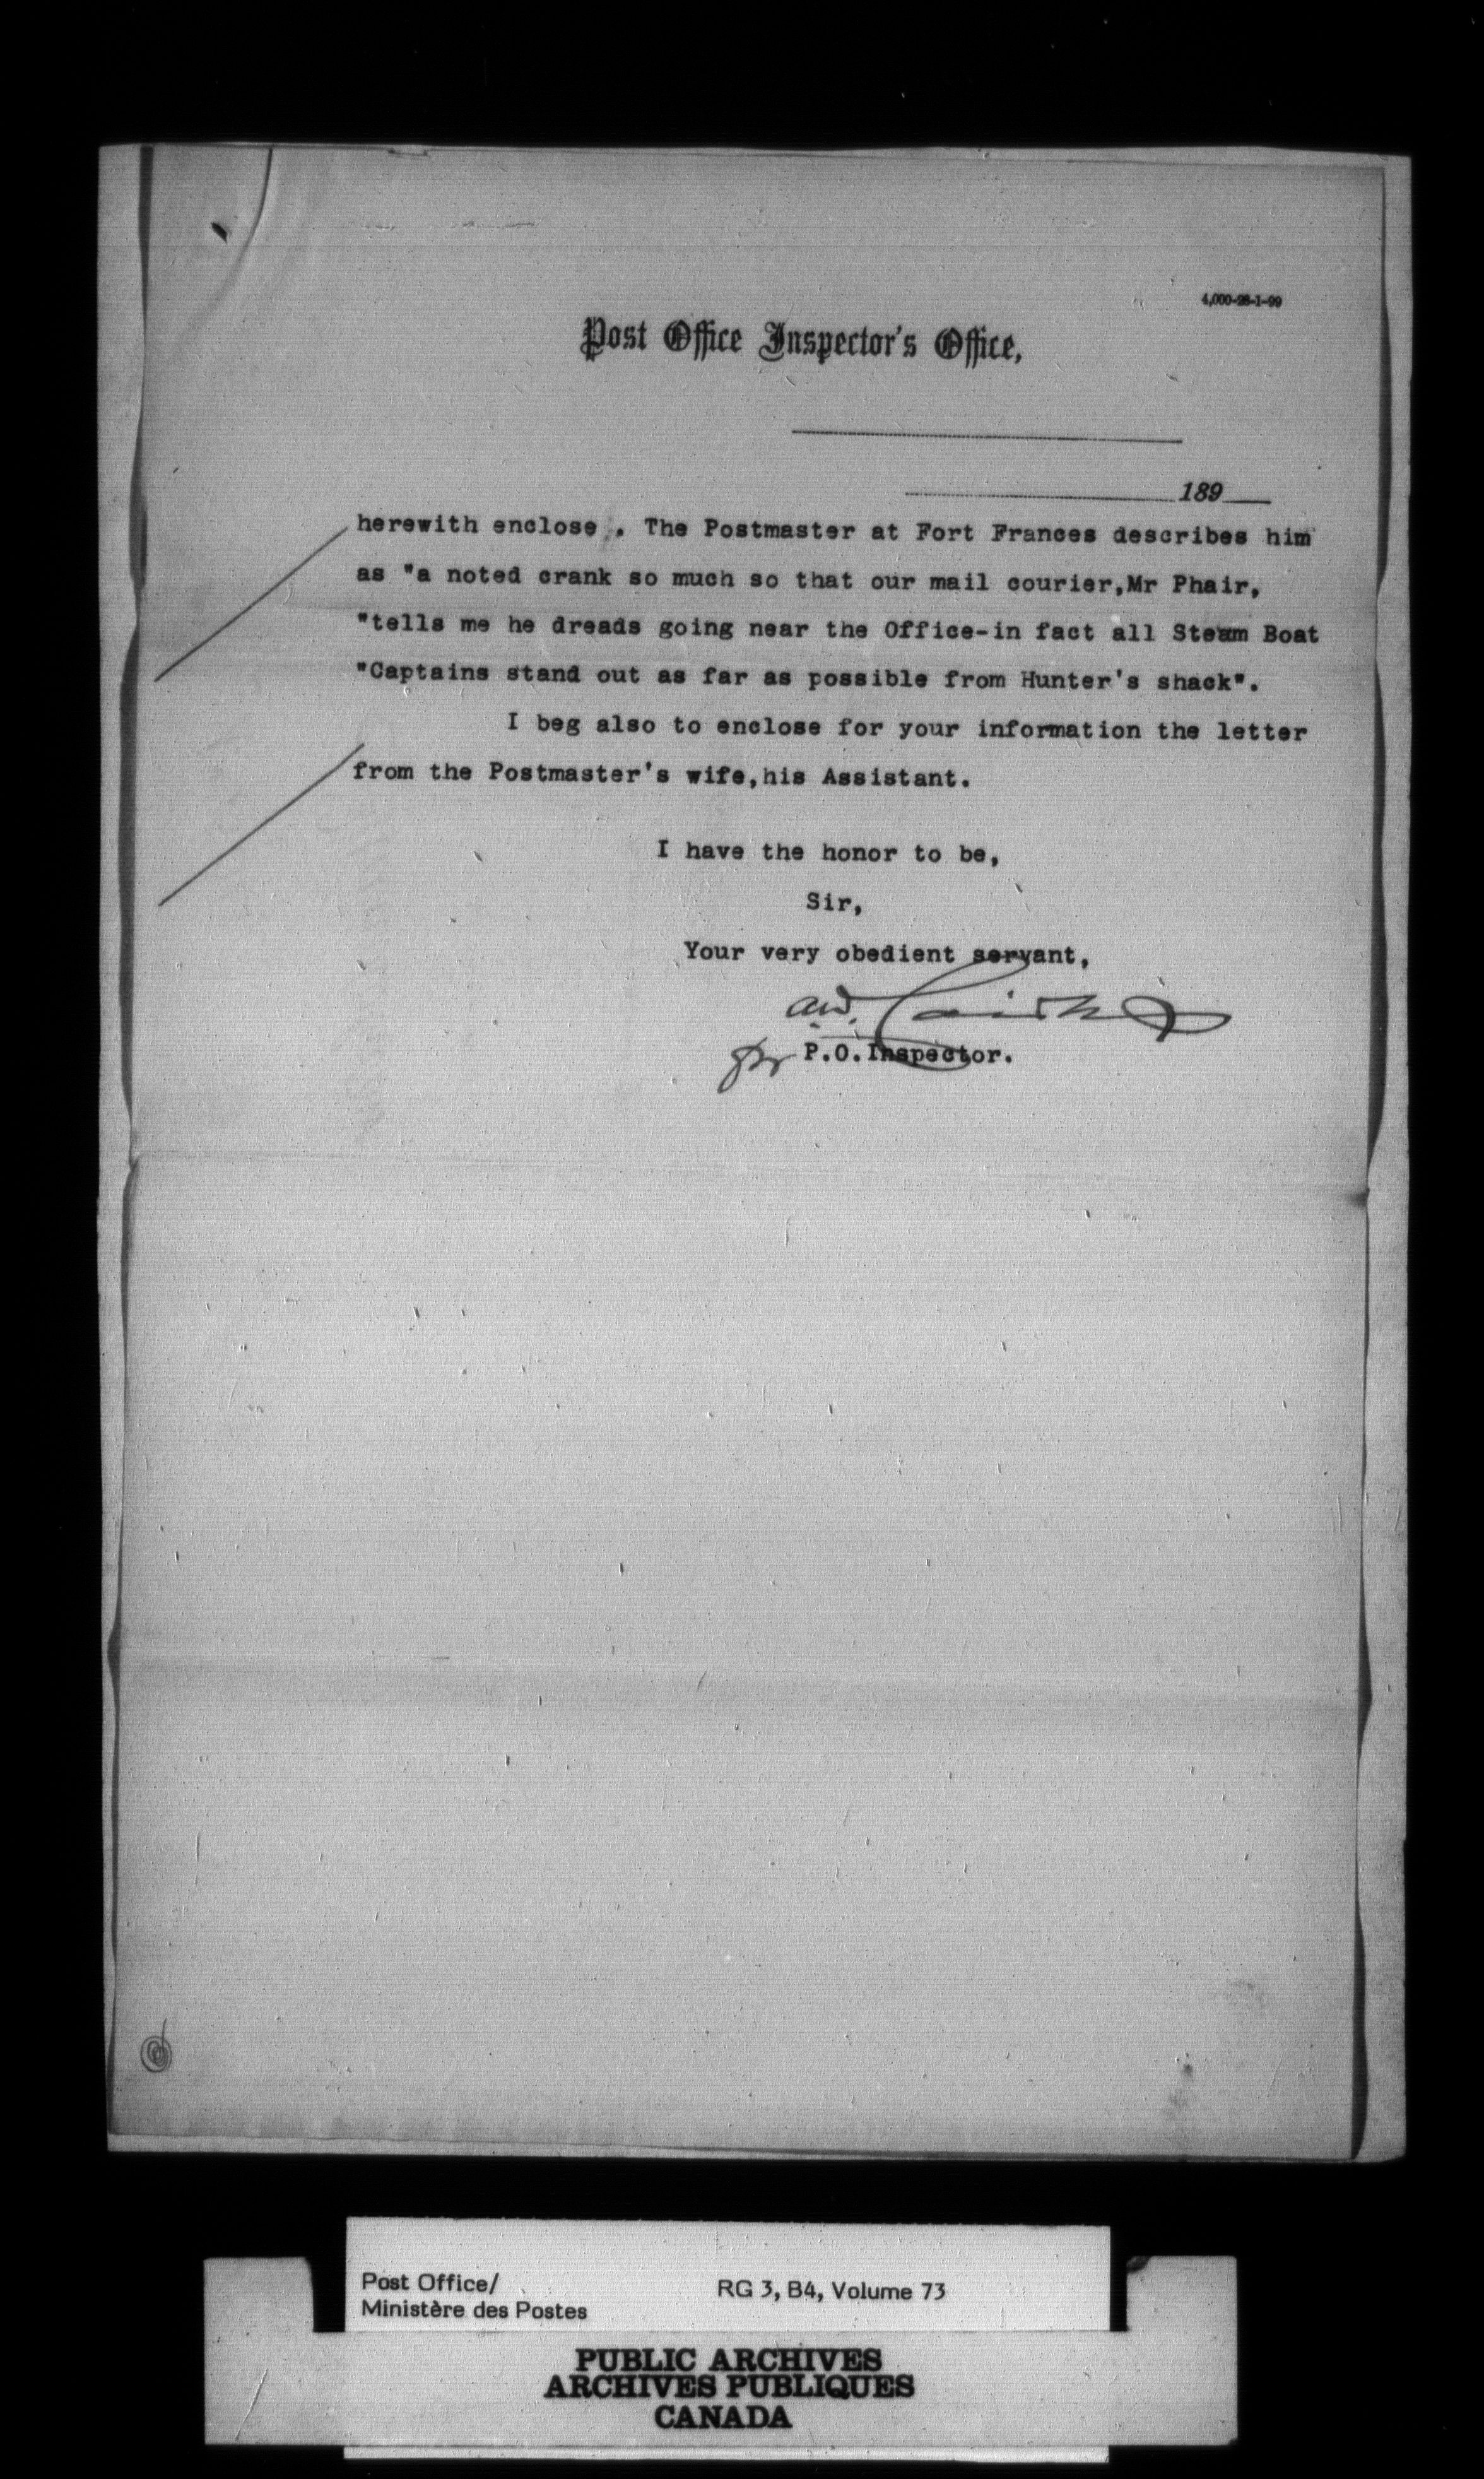 4,000-28-1-99
Post Office Inspector's Office,
189
herewith enclose . The Postmaster at Fort Frances describes him
as "a noted crank so much so that our mail courier,Mr Phair,
"tells me he dreads going near the Office-in fact all Steam Boat
"Captains stand out as far as possible from Hunter's shack".
I beg also to enclose for your information the letter
from the Postmaster's wife,his Assistant.
I have the honor to be,
Sir,
Your very obedient servant,
for P.O.Inspector.
Post Office/
Ministère des Postes
RG 3, B4, Volume 73
PUBLIC ARCHIVES
ARCHIVES PUBLIQUES
CANADA